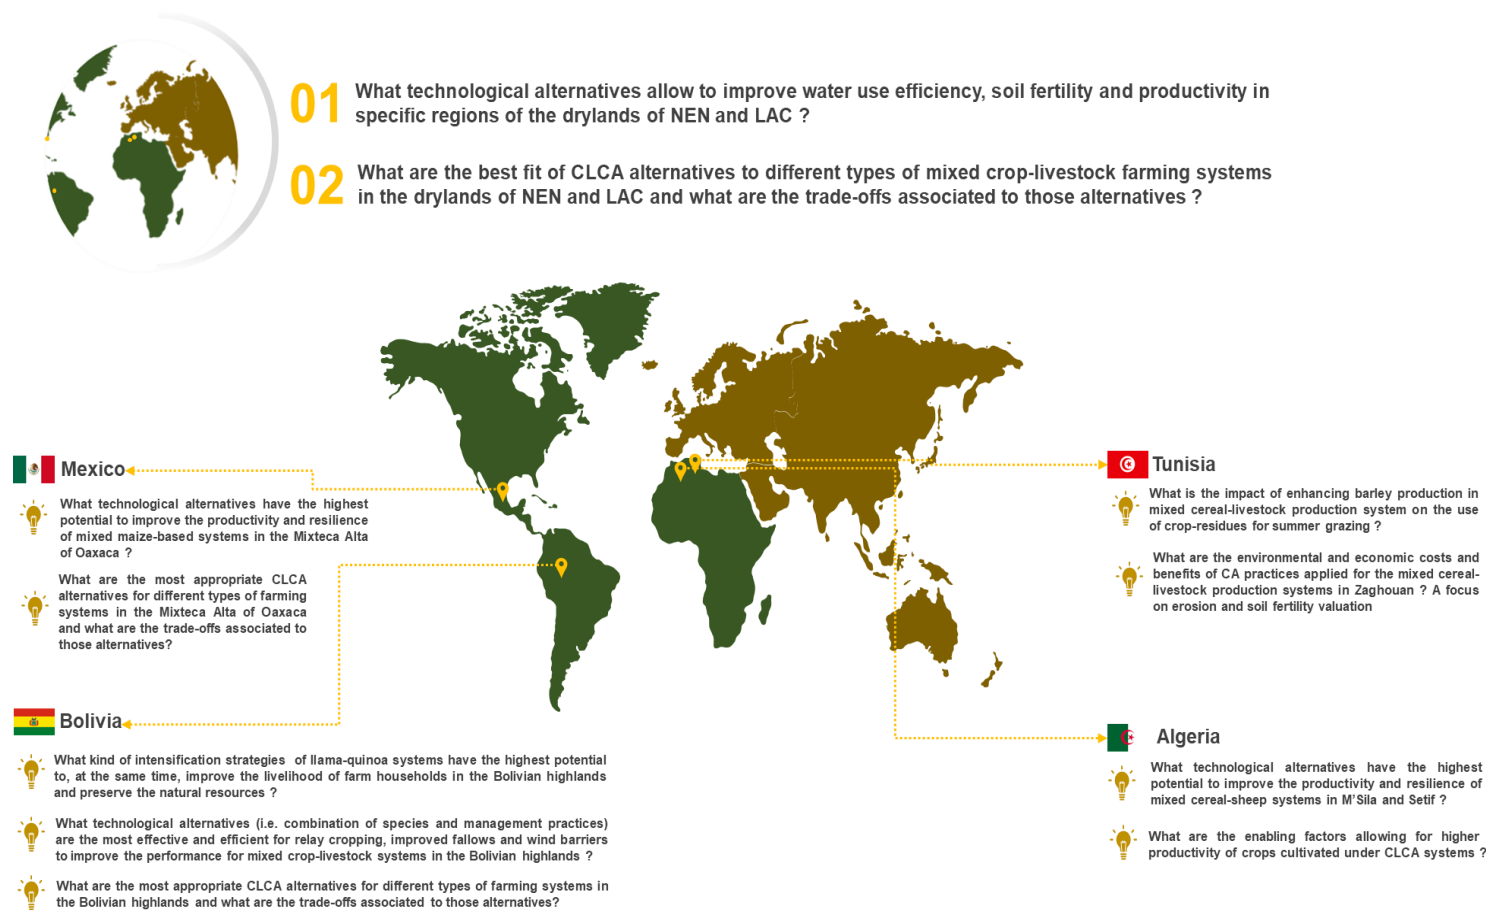 01
What technological alternatives allow to improve water use efficiency, soil fertility and productivity in
specific regions of the drylands of NEN and LAC ?
02
What are the best fit of CLCA alternatives to different types of mixed crop-livestock farming systems
in the drylands of NEN and LAC and what are the trade-offs associated to those alternatives ?
Mexico
What technological alternatives have the highest
potential to improve the productivity and resilience
of mixed maize-based systems in the Mixteca Alta
of Oaxaca ?
What are the most appropriate CLCA
alternatives for different types of farming
systems in the Mixteca Alta of Oaxaca
and what are the trade-offs associated to
those alternatives?
Bolivia
What kind of intensification strategies of llama-quinoa systems have the highest potential
to, at the same time, improve the livelihood of farm households in the Bolivian highlands
and preserve the natural resources ?
What technological alternatives (i.e. combination of species and management practices)
are the most effective and efficient for relay cropping, improved fallows and wind barriers
to improve the performance for mixed crop-livestock systems in the Bolivian highlands ?
What are the most appropriate CLCA alternatives for different types of farming systems in
the Bolivian highlands and what are the trade-offs associated to those alternatives?
Tunisia
What is the impact of enhancing barley production in
mixed cereal-livestock production system on the use
of crop-residues for summer grazing ?
What are the environmental and economic costs and
benefits of CA practices applied for the mixed cereal-
livestock production systems in Zaghouan ? A focus
on erosion and soil fertility valuation
Algeria
What technological alternatives have the highest
potential to improve the productivity and resilience of
mixed cereal-sheep systems in M'Sila and Setif ?
What are the enabling factors allowing for higher
productivity of crops cultivated under CLCA systems ?